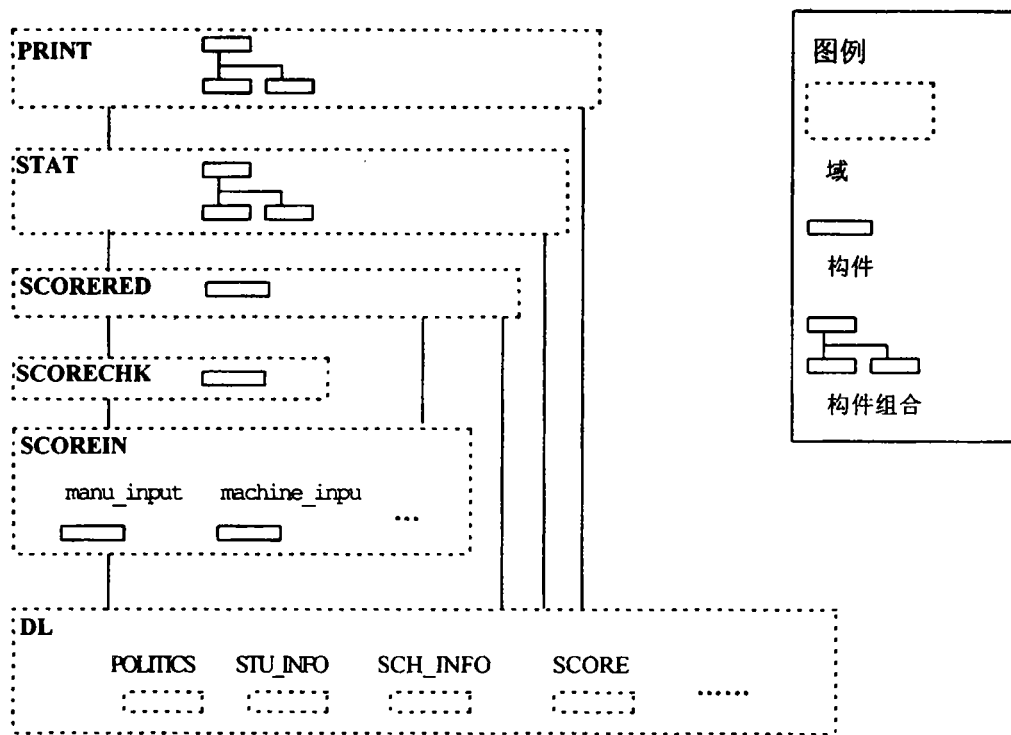 PRINT
STAT
SCORERED
SCORECHK
SCOREIN
manu_input machine_inpu ...
DL
POLITICS STU_INFO SCH_INFO SCORE ......
图例
域
构件
构件组合